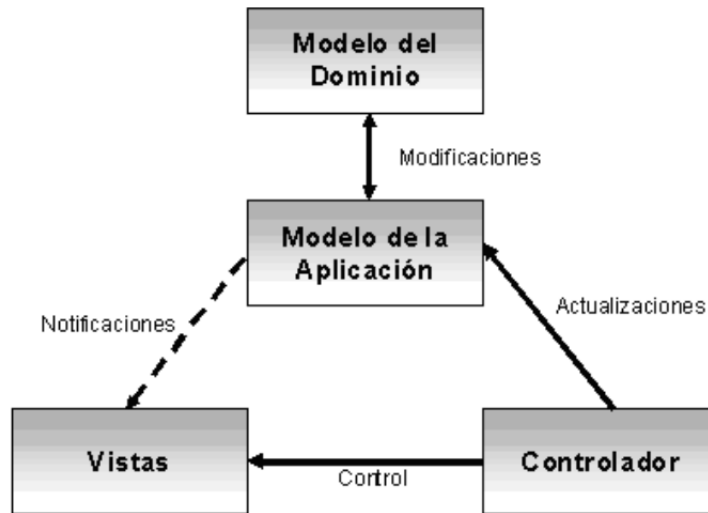 Modelo del
Dominio
Modificaciones
Modelo de la
Aplicación
Notificaciones
Actualizaciones
Vistas
Control
Controlador